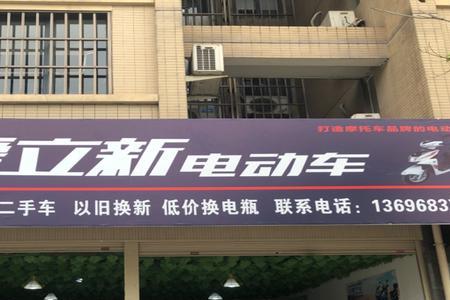 打造摩托车品牌的电动
立新电动车
二手车 以旧换新 低价换电瓶 联系电话：1369683